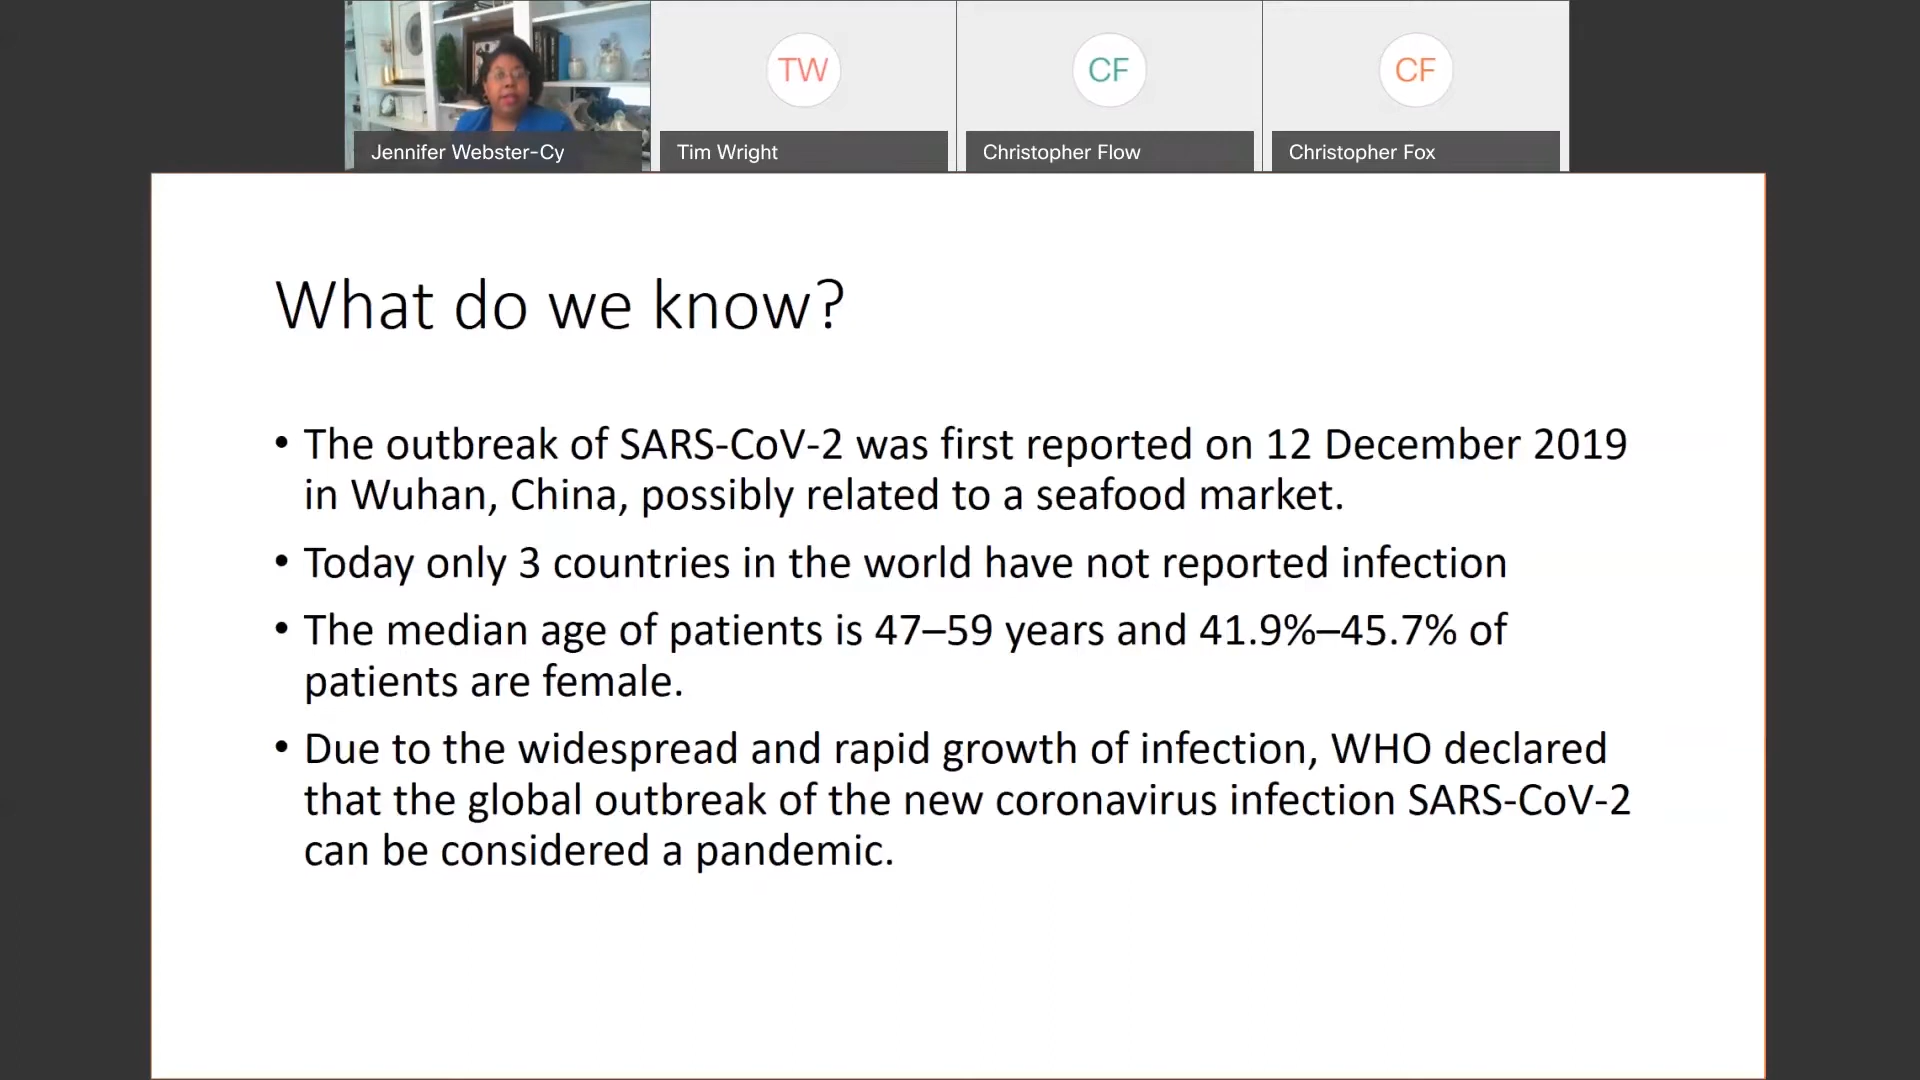 TW
CF
CF
Jennifer Webster-Cy
Tim Wright
Christopher Flow
Christopher Fox
What do we know?
• The outbreak of SARS-CoV-2 was first reported on 12 December 2019
in Wuhan, China, possibly related to a seafood market.
• Today only 3 countries in the world have not reported infection
• The median age of patients is 47–59 years and 41.9%–45.7% of
patients are female.
• Due to the widespread and rapid growth of infection, WHO declared
that the global outbreak of the new coronavirus infection SARS-CoV-2
can be considered a pandemic.